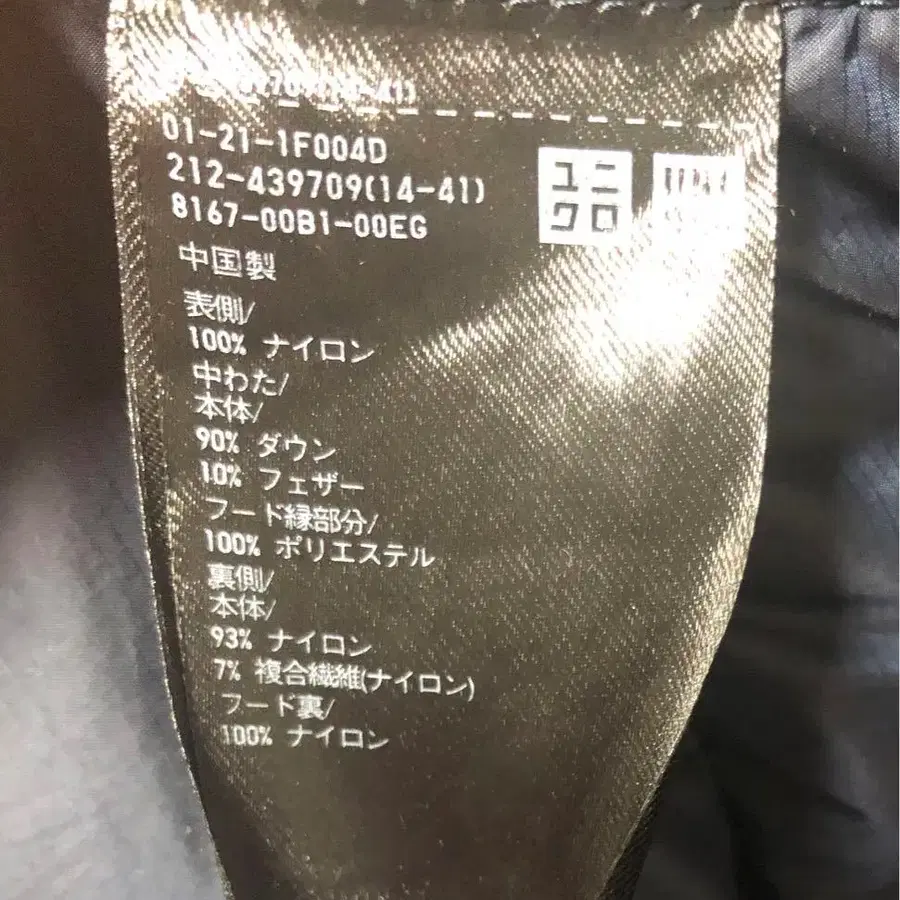 01-21-1F004D
212-439709(14-41)
8167-00B1-00EG
ユニ
クロ
中国製
表側/
100% ナイロン
中わた/
本体/
90% ダウン
10% フェザー
フード縁部分/
100% ポリエステル
裏側/
本体/
93% ナイロン
7% 複合繊維(ナイロン)
フード裏/
100% ナイロン